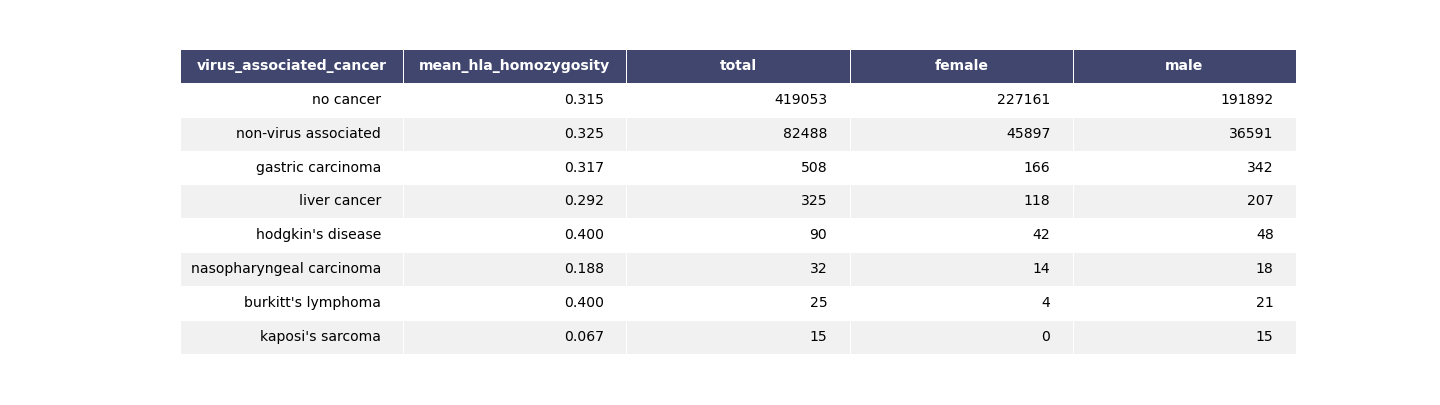 virus_associated_cancer mean_hla_homozygosity total female male
no cancer 0.315 419053 227161 191892
non-virus associated 0.325 82488 45897 36591
gastric carcinoma 0.317 508 166 342
liver cancer 0.292 325 118 207
hodgkin's disease 0.400 90 42 48
nasopharyngeal carcinoma 0.188 32 14 18
burkitt's lymphoma 0.400 25 4 21
kaposi's sarcoma 0.067 15 0 15